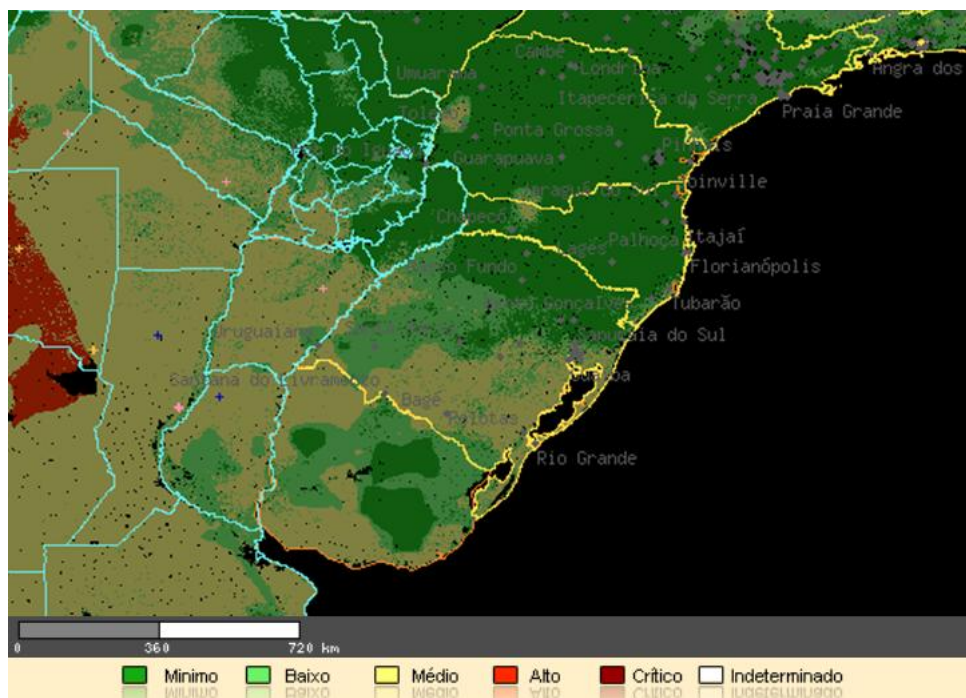 Cambé
Londrina
Angra dos
Umuarama
Itapecerica da Serra
Praia Grande
Toledo
Ponta Grossa
Guarapuava
Joinville
Chapecó
Palhoça
Itajaí
Florianópolis
Passo Fundo
Tubarão
Uruguaiana
Sapucaia do Sul
Santana do Livramento
Bagé
Pelotas
Rio Grande
0 360 720 km
Minimo Baixo Médio Alto Crítico Indeterminado